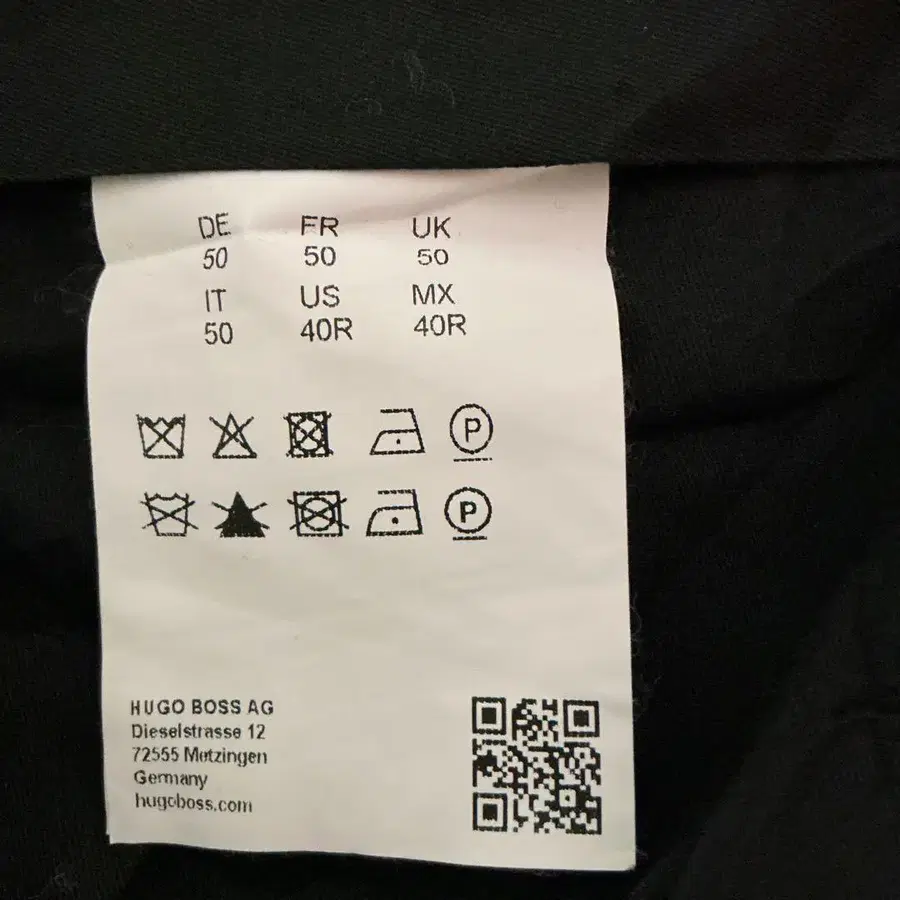 DE FR UK
50 50 50
IT US MX
50 40R 40R
P
P
HUGO BOSS AG
Dieselstrasse 12
72555 Metzingen
Germany
hugoboss.com